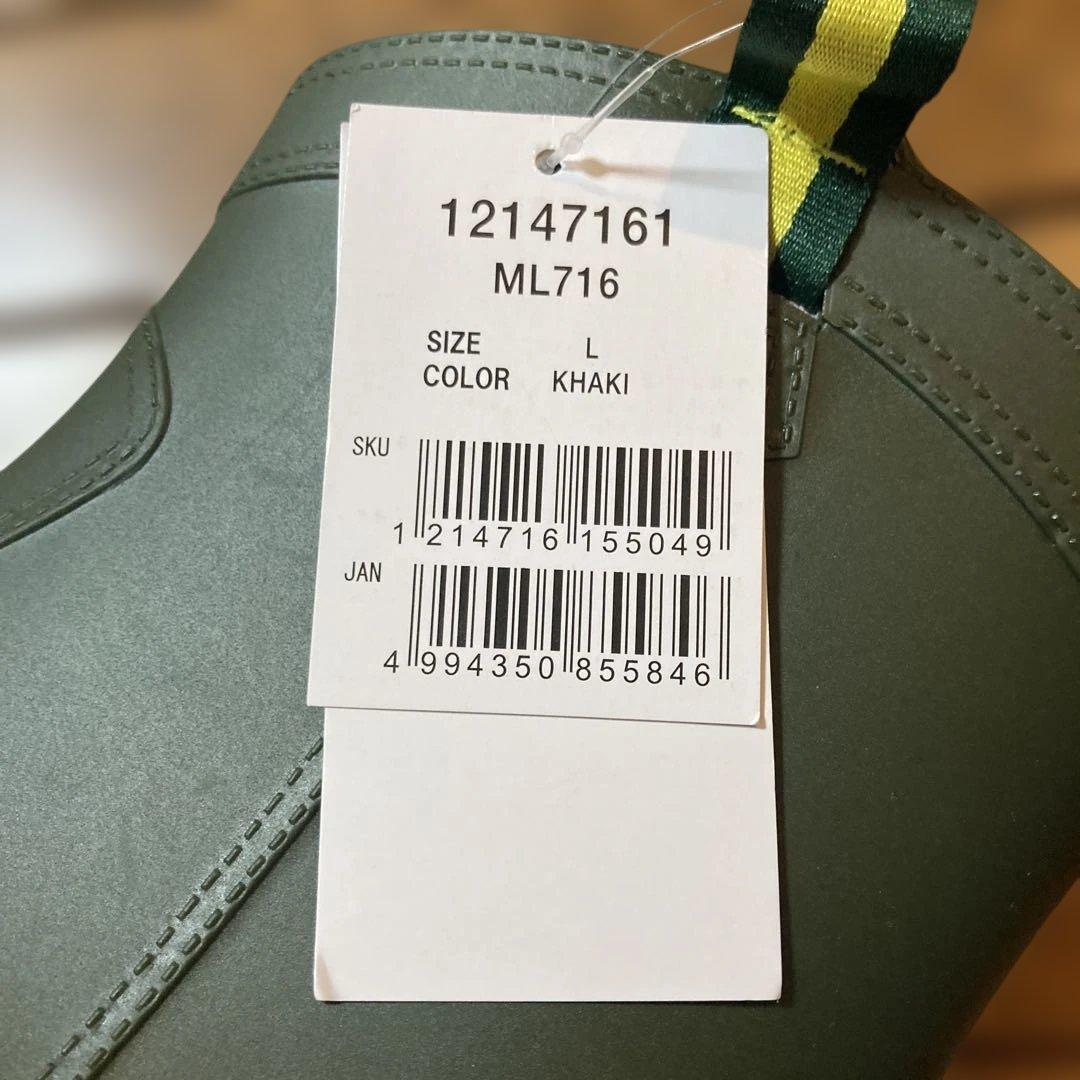 12147161
ML716
SIZE L
COLOR KHAKI
SKU
1 214716 155049
JAN
4 994350 855846